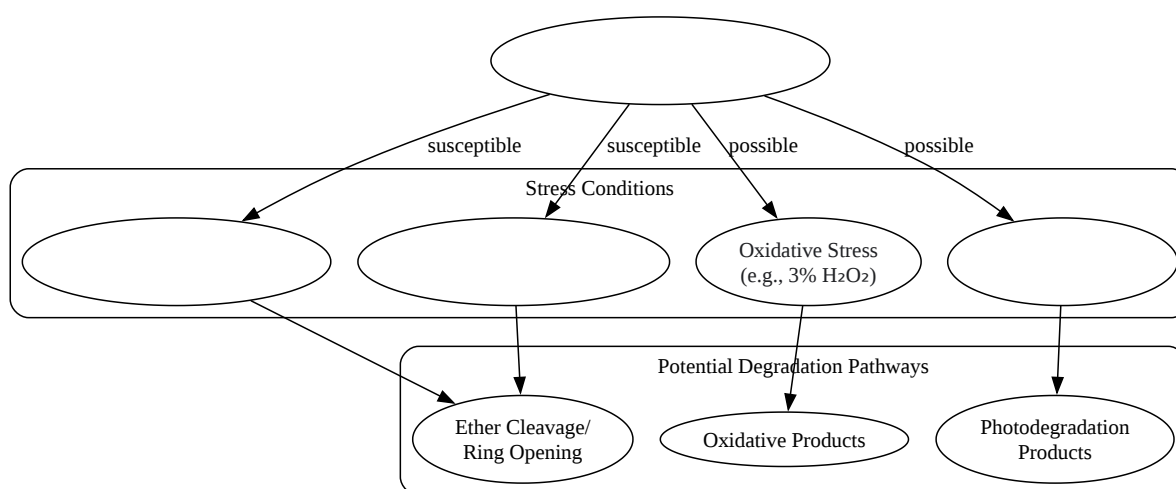 susceptible
susceptible
possible
possible
Stress Conditions
Oxidative Stress
(e.g., 3% H₂O₂)
Potential Degradation Pathways
Ether Cleavage/
Ring Opening
Oxidative Products
Photodegradation
Products